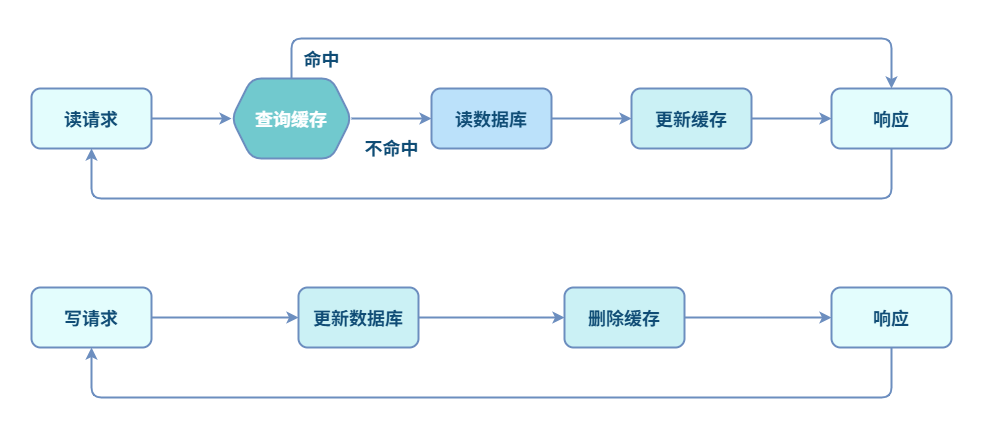 命中
读请求
查询缓存
读数据库
更新缓存
响应
不命中
写请求
更新数据库
删除缓存
响应